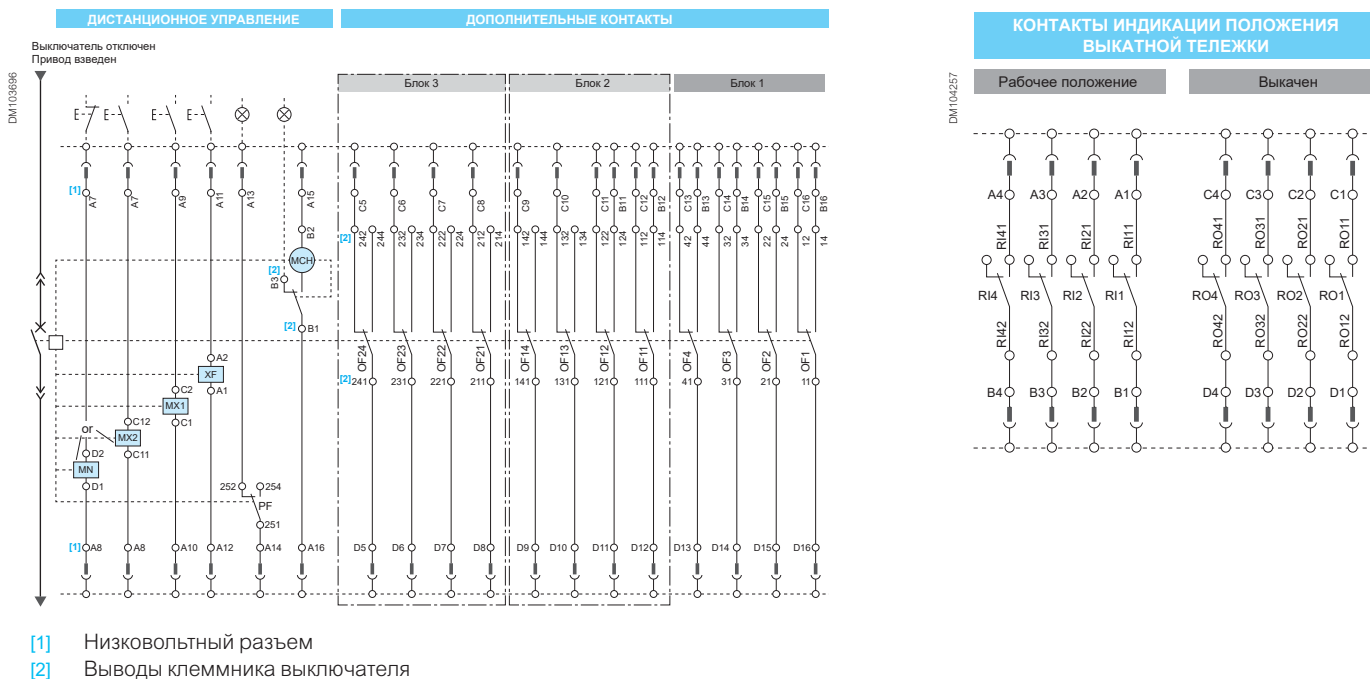 ДИСТАНЦИОННОЕ УПРАВЛЕНИЕ
ДОПОЛНИТЕЛЬНЫЕ КОНТАКТЫ
Выключатель отключен
Привод взведен
DM103696
Блок 3 Блок 2 Блок 1
E E E E
[1] A7 A7 A9 A11 A13 A15 C5 C6 C7 C8 C9 C10 C11 B11 C12 B12 C13 B13 C14 B14 C15 B15 C16 B16
B2 [2] 242 244 232 234 222 224 212 214 142 144 132 134 122 124 112 114 42 44 32 34 22 24 12 14
MCH
[2]
B3
[2] B1
OF24 OF23 OF22 OF21 OF14 OF13 OF12 OF11 OF4 OF3 OF2 OF1
[2] 241 231 221 211 141 131 121 111 41 31 21 11
A2
XF
A1
C2
MX1
C1
C12
or MX2
C11
D2
MN
D1
252 254
PF
251
[1] A8 A8 A10 A12 A14 A16 D5 D6 D7 D8 D9 D10 D11 D12 D13 D14 D15 D16
[1] Низковольтный разъем
[2] Выводы клеммника выключателя
КОНТАКТЫ ИНДИКАЦИИ ПОЛОЖЕНИЯ
ВЫКАТНОЙ ТЕЛЕЖКИ
DM104257
Рабочее положение Выкачен
A4 A3 A2 A1 C4 C3 C2 C1
RI41 RI31 RI21 RI11 RO41 RO31 RO21 RO11
RI4 RI3 RI2 RI1 RO4 RO3 RO2 RO1
RI42 RI32 RI22 RI12 RO42 RO32 RO22 RO12
B4 B3 B2 B1 D4 D3 D2 D1